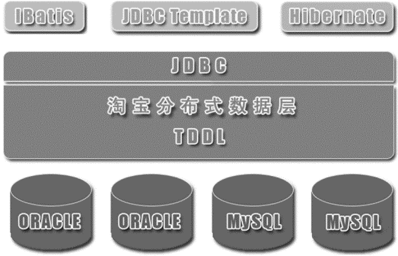 IBatis JDBC Template Hibernate
JDBC
淘宝分布式数据层
TDDL
ORACLE ORACLE MySQL MySQL